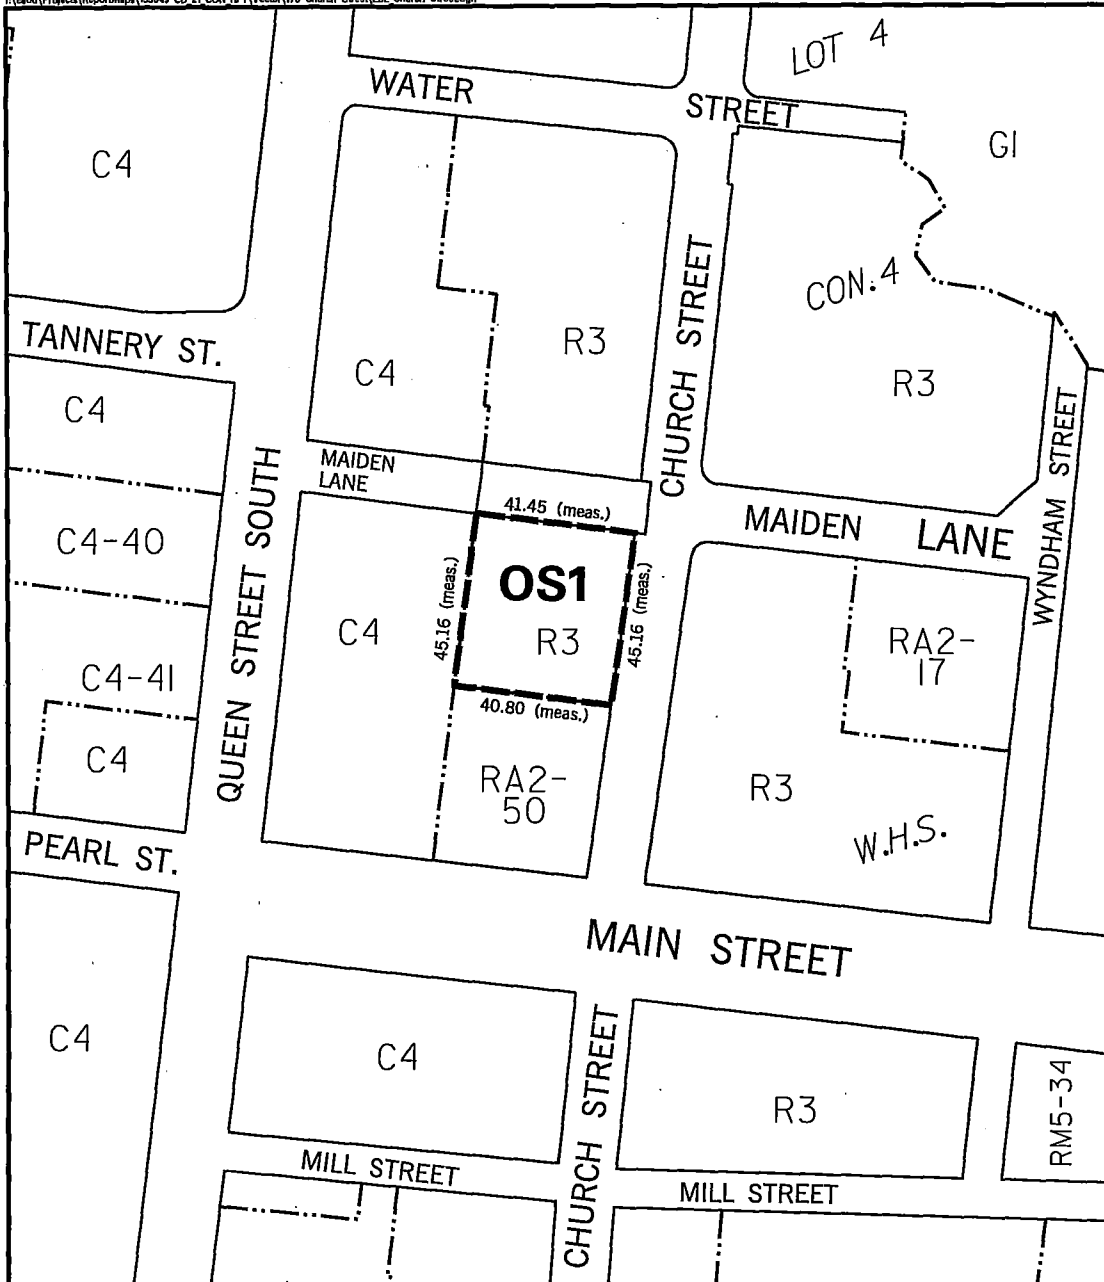 LOT 4
WATER STREET
C4
G1
CON. 4
CHURCH STREET
R3
TANNERY ST.
C4
R3
C4
MAIDEN
LANE
QUEEN STREET SOUTH
41.45 (meas.)
MAIDEN LANE
WYNDHAM STREET
C4-40
OS1
45.16 (meas.)
45.16 (meas.)
C4
R3
RA2-
17
C4-41
40.80 (meas.)
C4
RA2-
50
R3
W.H.S.
PEARL ST.
MAIN STREET
C4
C4
CHURCH STREET
R3
RM5-34
MILL STREET
MILL STREET